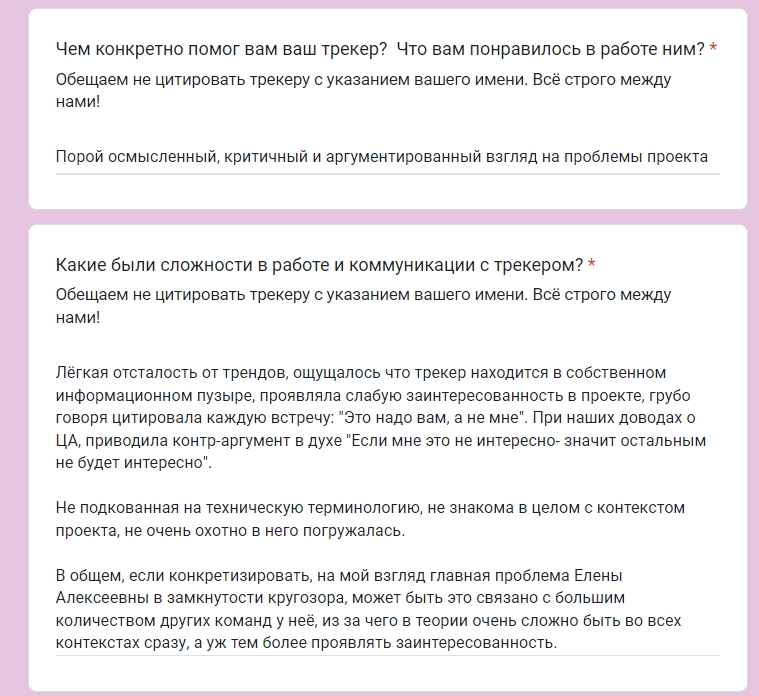 Чем конкретно помог вам ваш трекер? Что вам понравилось в работе ним? *
Обещаем не цитировать трекеру с указанием вашего имени. Всё строго между
нами!
Порой осмысленный, критичный и аргументированный взгляд на проблемы проекта
Какие были сложности в работе и коммуникации с трекером? *
Обещаем не цитировать трекеру с указанием вашего имени. Всё строго между
нами!
Лёгкая отсталость от трендов, ощущалось что трекер находится в собственном
информационном пузыре, проявляла слабую заинтересованность в проекте, грубо
говоря цитировала каждую встречу: "Это надо вам, а не мне". При наших доводах о
ЦА, приводила контр-аргумент в духе "Если мне это не интересно- значит остальным
не будет интересно".
Не подкованная на техническую терминологию, не знакома в целом с контекстом
проекта, не очень охотно в него погружалась.
В общем, если конкретизировать, на мой взгляд главная проблема Елены
Алексеевны в замкнутости кругозора, может быть это связано с большим
количеством других команд у неё, из за чего в теории очень сложно быть во всех
контекстах сразу, а уж тем более проявлять заинтересованность.